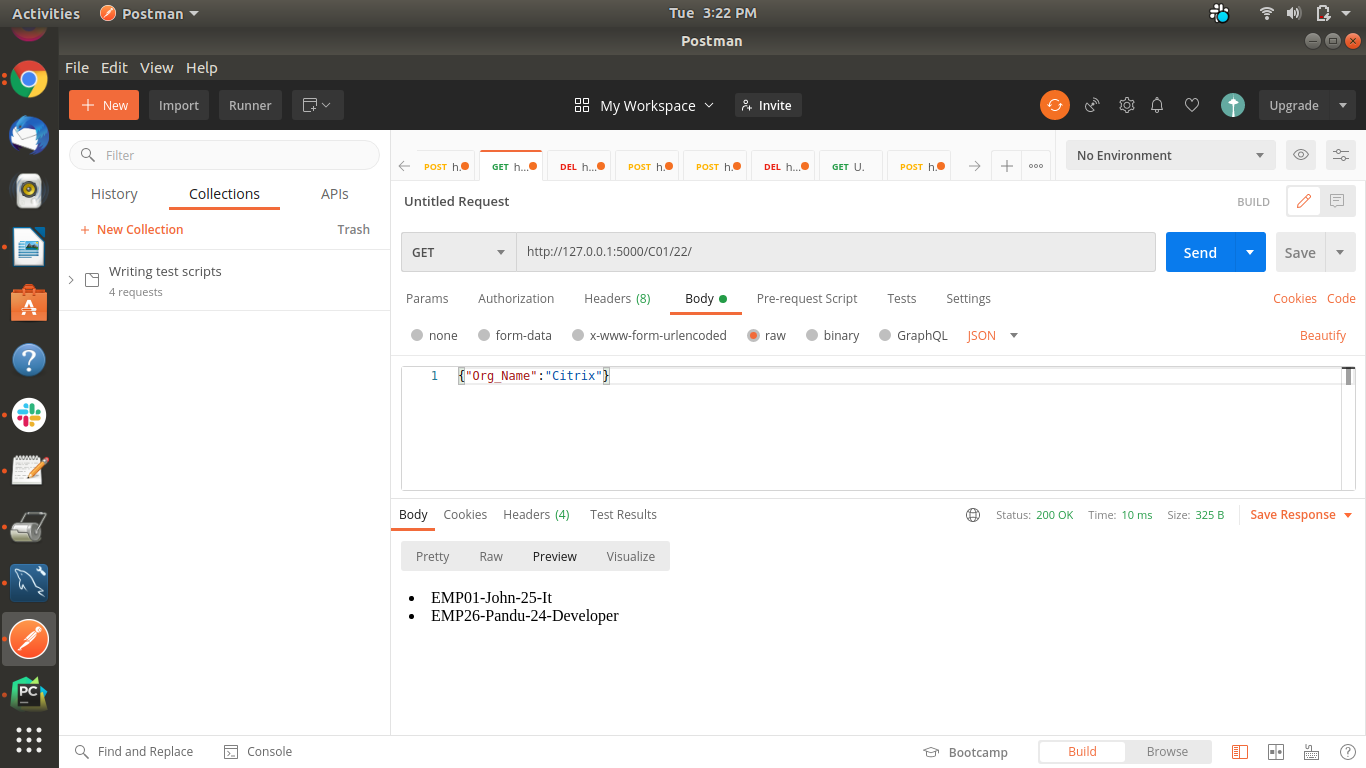 Activities Postman Tue 3:22 PM
Postman
File Edit View Help
+ New Import Runner My Workspace Invite Upgrade
Filter
History Collections APIs
+ New Collection Trash
Writing test scripts
4 requests
POST h. GET h... DEL h... POST h. POST h. DEL h... GET U. POST h. No Environment
Untitled Request BUILD
GET http://127.0.0.1:5000/C01/22/ Send Save
Params Authorization Headers (8) Body Pre-request Script Tests Settings Cookies Code
none form-data x-www-form-urlencoded raw binary GraphQL JSON Beautify
1 {"Org_Name":"Citrix"}
Body Cookies Headers (4) Test Results Status: 200 OK Time: 10 ms Size: 325 B Save Response
Pretty Raw Preview Visualize
• EMP01-John-25-It
• EMP26-Pandu-24-Developer
PC
Find and Replace Console Bootcamp Build Browse